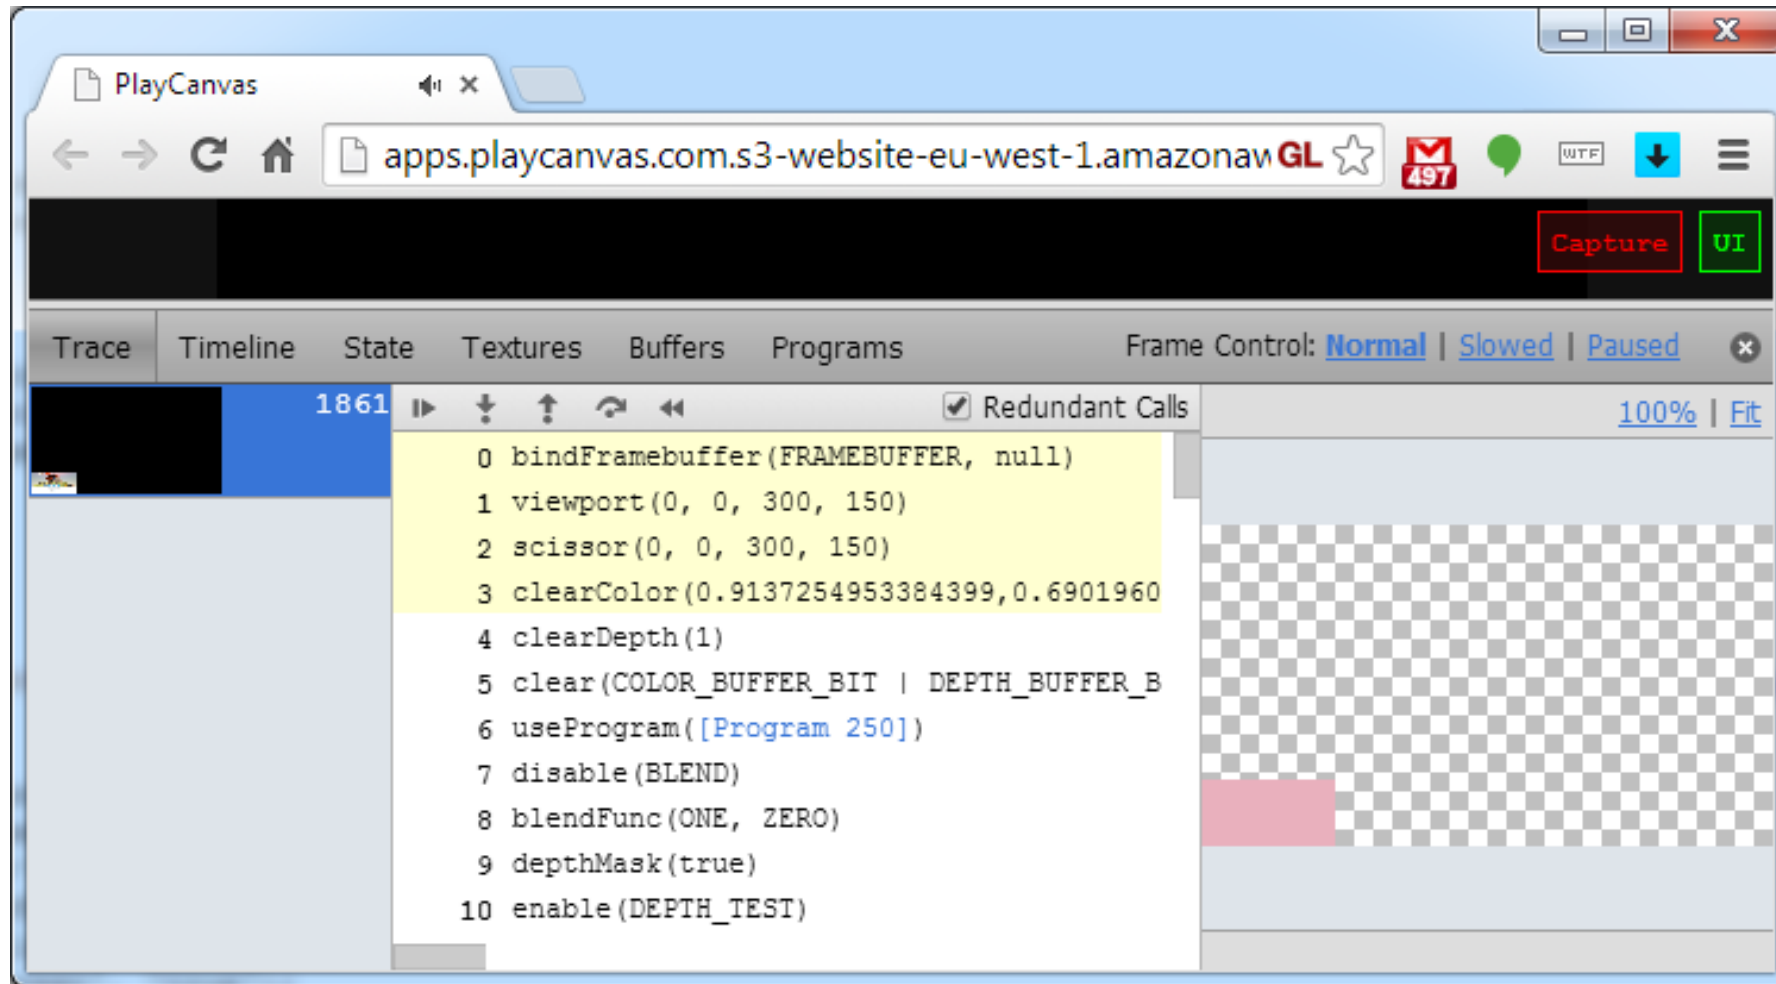 PlayCanvas
apps.playcanvas.com.s3-website-eu-west-1.amazonaw GL
497
WTF
Capture UI
Trace Timeline State Textures Buffers Programs Frame Control: Normal | Slowed | Paused
1861 Redundant Calls 100% | Fit
0 bindFramebuffer(FRAMEBUFFER, null)
1 viewport(0, 0, 300, 150)
2 scissor(0, 0, 300, 150)
3 clearColor(0.9137254953384399,0.6901960
4 clearDepth(1)
5 clear(COLOR_BUFFER_BIT | DEPTH_BUFFER_B
6 useProgram([Program 250])
7 disable(BLEND)
8 blendFunc(ONE, ZERO)
9 depthMask(true)
10 enable(DEPTH_TEST)